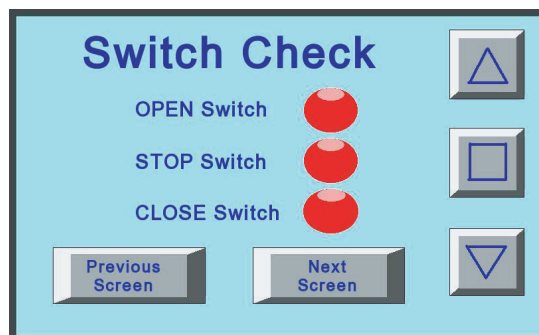 Switch Check
OPEN Switch
STOP Switch
CLOSE Switch
Previous
Screen
Next
Screen